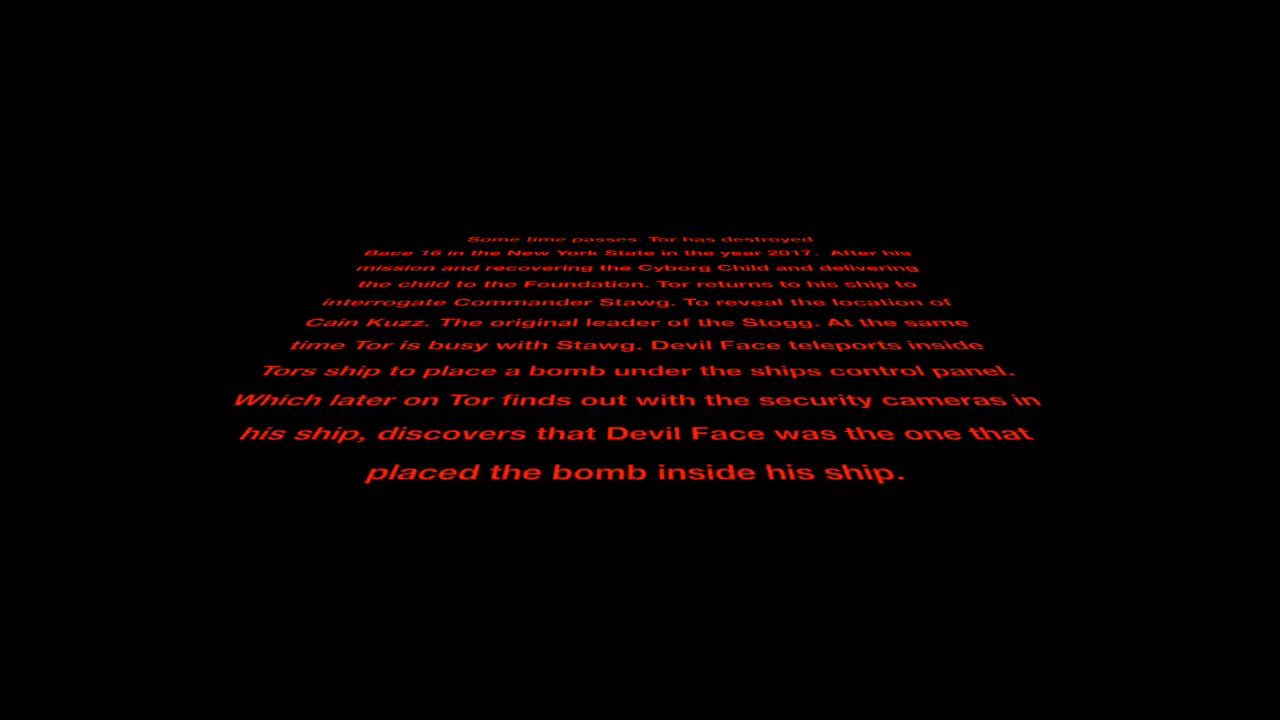 Some time passes. Tor has destroyed
Bace 16 in the New York State in the year 2017. After his
mission and recovering the Cyborg Child and delivering
the child to the Foundation. Tor returns to his ship to
interrogate Commander Stawg. To reveal the location of
Cain Kuzz. The original leader of the Stogg. At the same
time Tor is busy with Stawg. Devil Face teleports inside
Tors ship to place a bomb under the ships control panel.
Which later on Tor finds out with the security cameras in
his ship, discovers that Devil Face was the one that
placed the bomb inside his ship.